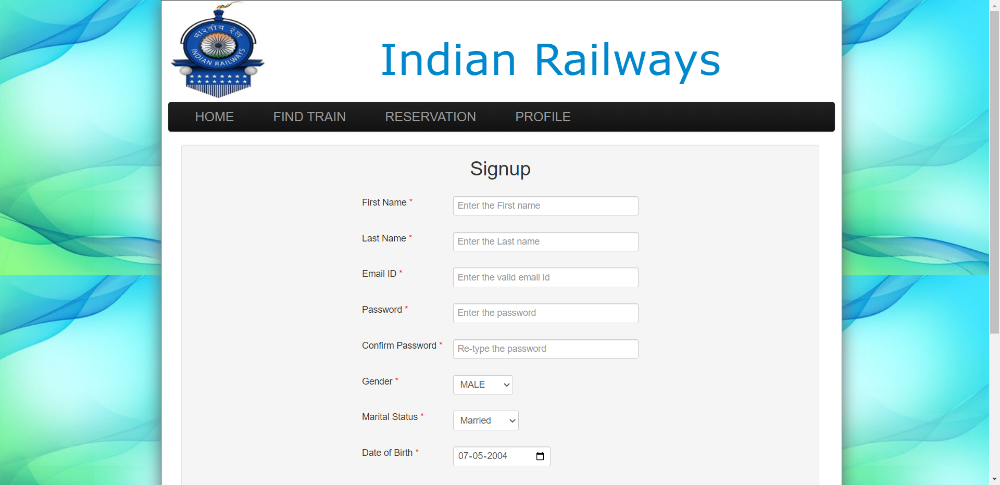 भारतीय रेल
INDIAN RAILWAYS
Indian Railways
HOME FIND TRAIN RESERVATION PROFILE
Signup
First Name * Enter the First name
Last Name * Enter the Last name
Email ID * Enter the valid email id
Password * Enter the password
Confirm Password * Re-type the password
Gender * MALE
Marital Status * Married
Date of Birth * 07-05-2004